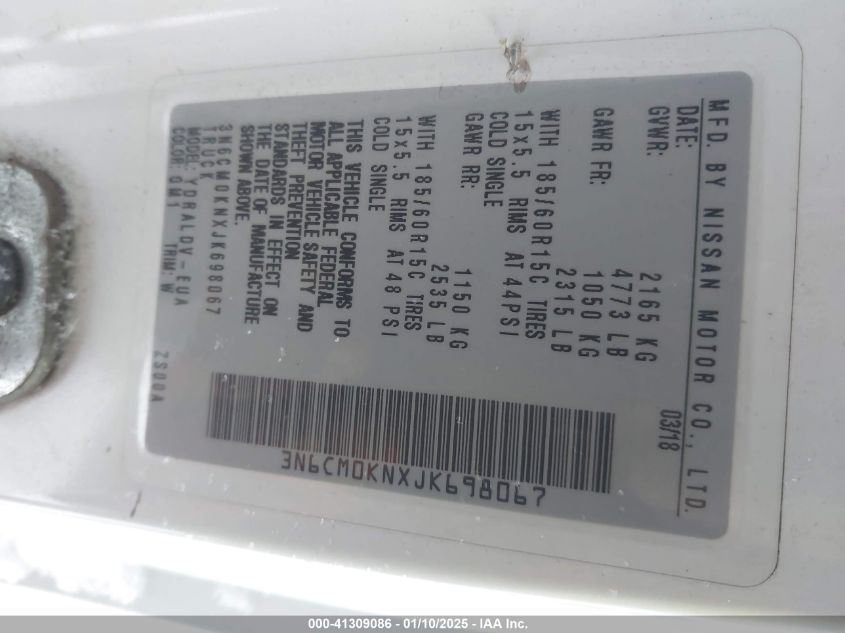 MFD. BY NISSAN MOTOR CO., LTD.
DATE: 03/18
GVWR: 2165 KG
4773 LB
GAWR FR: 1050 KG
2315 LB
WITH 185/60R15C TIRES
15x5.5 RIMS AT 44PSI
COLD SINGLE
GAWR RR: 1150 KG
2535 LB
WITH 185/60R15C TIRES
15x5.5 RIMS AT 48 PSI
COLD SINGLE
THIS VEHICLE CONFORMS TO
ALL APPLICABLE FEDERAL
MOTOR VEHICLE SAFETY AND
THEFT PREVENTION
STANDARDS IN EFFECT ON
THE DATE OF MANUFACTURE
SHOWN ABOVE.
3N6CM0KNXJK698067
TRUCK
MODEL: YDRALDV-EUA
COLOR: QM1 TRIM: W ZS00A
3N6CM0KNXJK698067
000-41309086 - 01/10/2025 - IAA Inc.